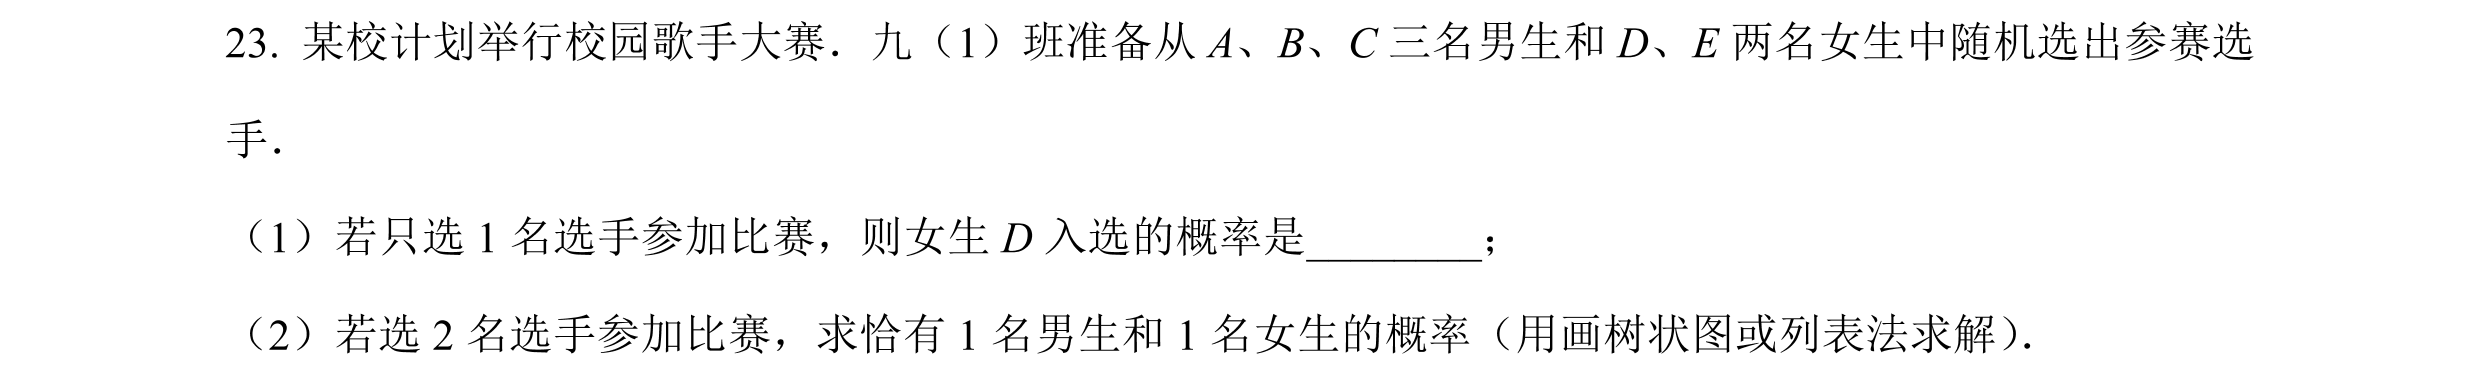 23. 某校计划举行校园歌手大赛．九（1）班准备从 A、B、C 三名男生和 D、E 两名女生中随机选出参赛选
手．
（1）若只选 1 名选手参加比赛，则女生 D 入选的概率是________；
（2）若选 2 名选手参加比赛，求恰有 1 名男生和 1 名女生的概率（用画树状图或列表法求解）．